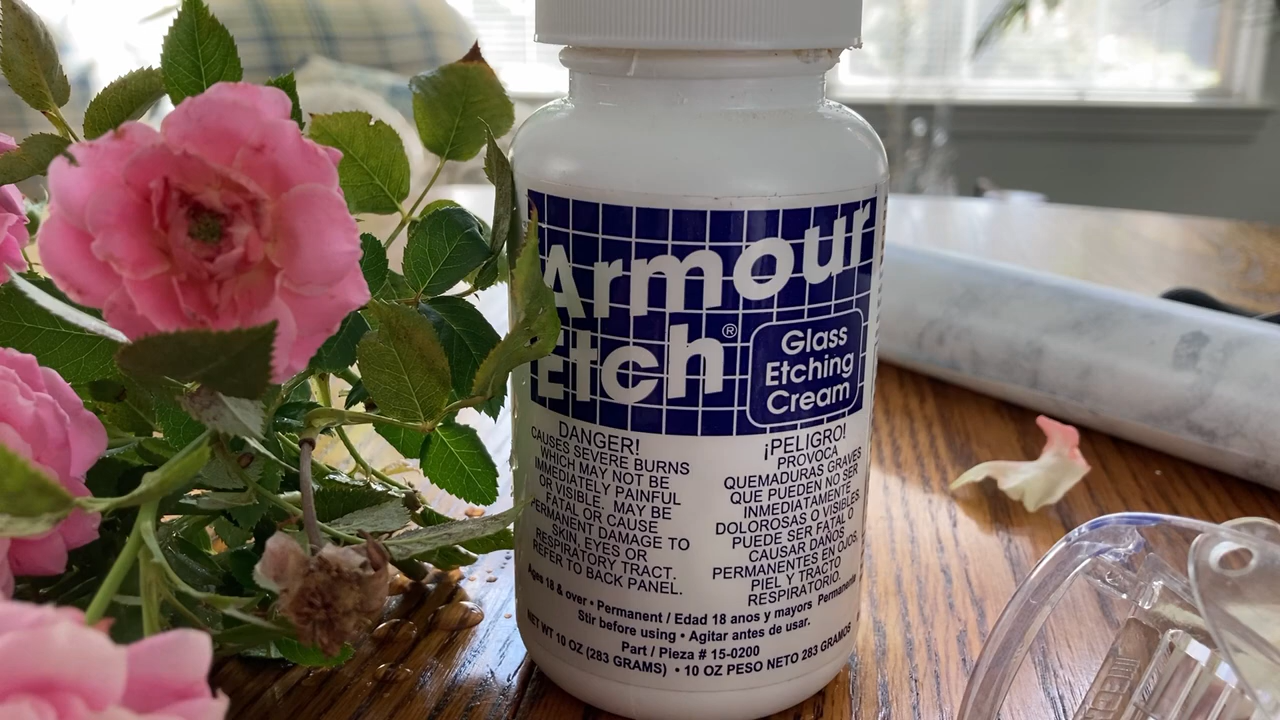 Armour
Etch®
Glass
Etching
Cream
DANGER!
CAUSES SEVERE BURNS
WHICH MAY NOT BE
IMMEDIATELY PAINFUL
OR VISIBLE, MAY BE
FATAL OR CAUSE
PERMANENT DAMAGE TO
SKIN, EYES OR
RESPIRATORY TRACT.
REFER TO BACK PANEL.
¡PELIGRO!
PROVOCA
QUEMADURAS GRAVES
QUE PUEDEN NO SER
INMEDIATAMENTE
DOLOROSAS O VISIBLES.
PUEDE SER FATAL O
CAUSAR DAÑOS
PERMANENTES EN OJOS,
PIEL Y TRACTO
RESPIRATORIO.
Ages 18 & over • Permanent / Edad 18 anos y mayors Permanente
Stir before using • Agitar antes de usar.
Part / Pieza # 15-0200
NET WT 10 OZ (283 GRAMS) • 10 OZ PESO NETO 283 GRAMOS